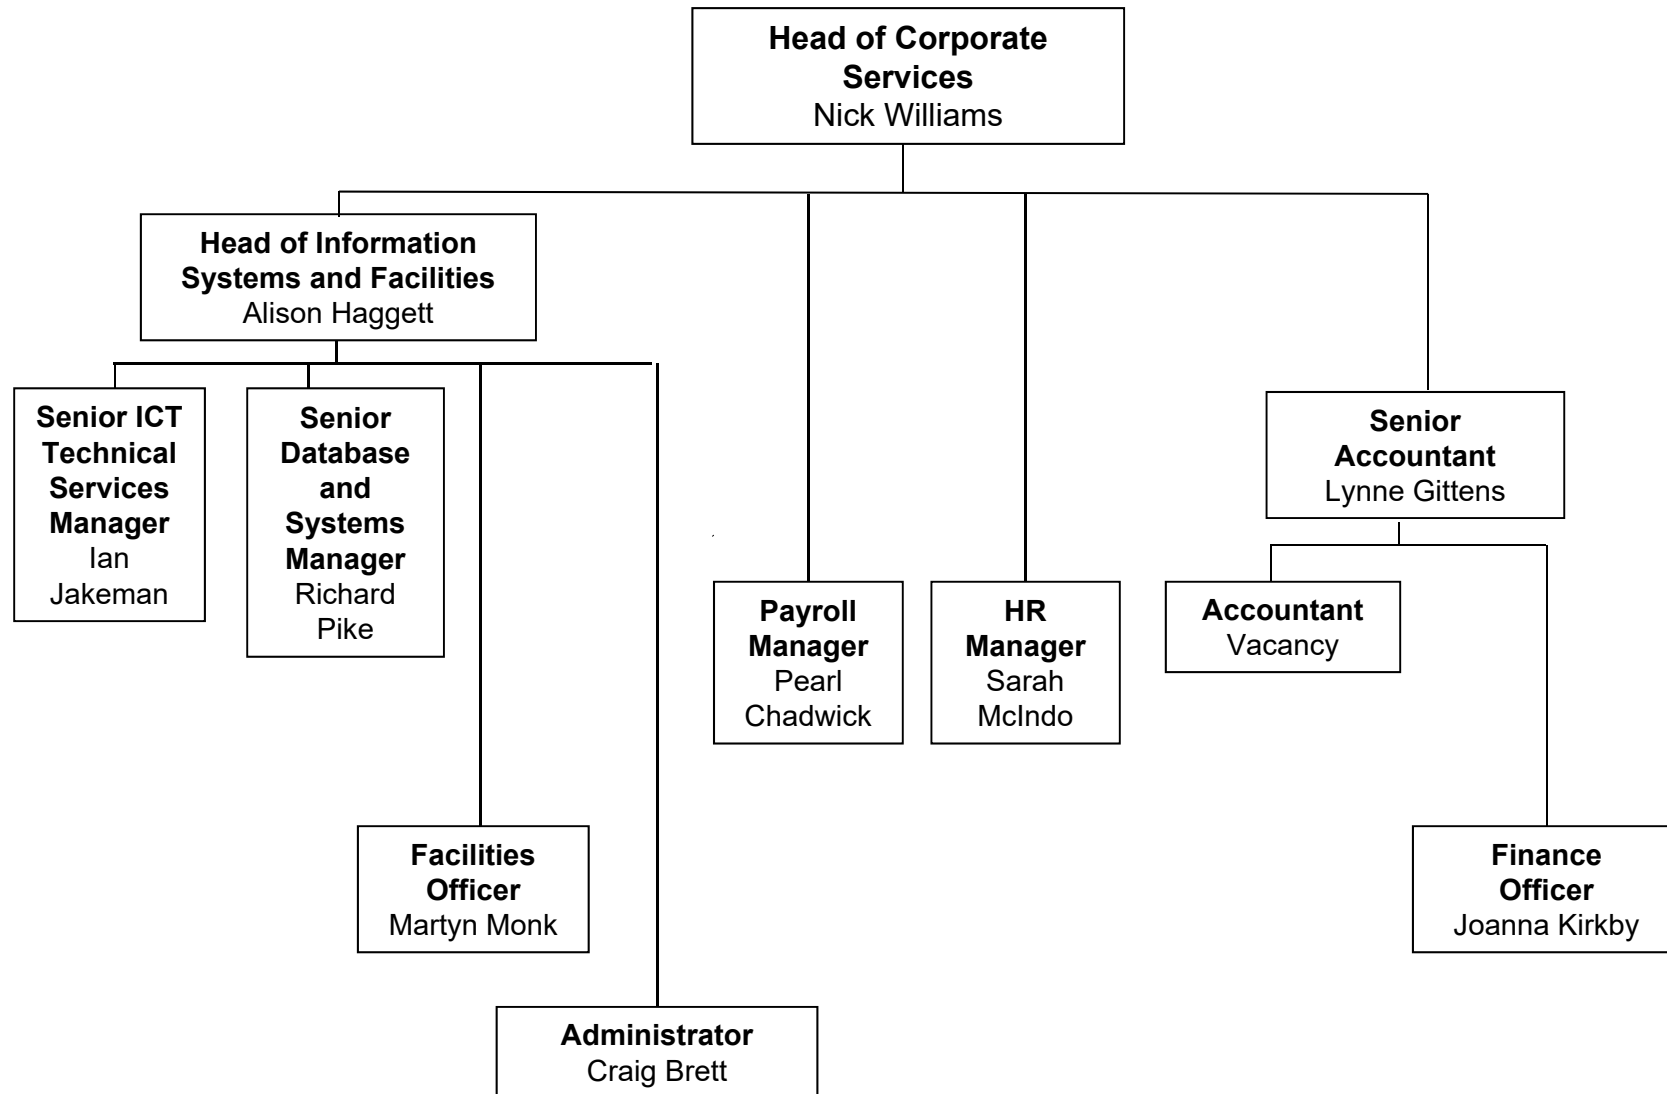 Head of Corporate
Services
Nick Williams
Head of Information
Systems and Facilities
Alison Haggett
Senior ICT
Technical
Services
Manager
Ian
Jakeman
Senior
Database
and
Systems
Manager
Richard
Pike
Senior
Accountant
Lynne Gittens
Payroll
Manager
Pearl
Chadwick
HR
Manager
Sarah
McIndo
Accountant
Vacancy
Facilities
Officer
Martyn Monk
Finance
Officer
Joanna Kirkby
Administrator
Craig Brett